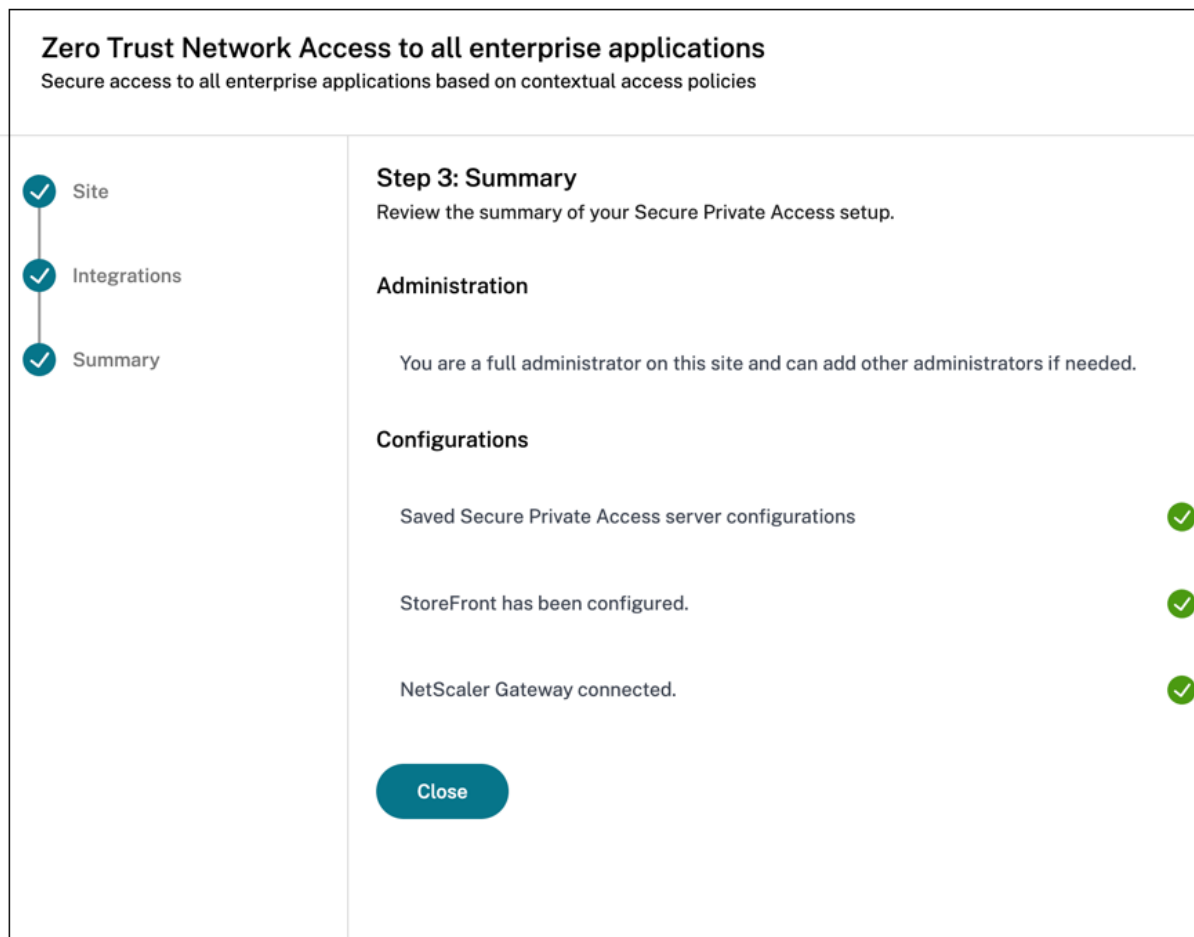 Zero Trust Network Access to all enterprise applications
Secure access to all enterprise applications based on contextual access policies
Site
Integrations
Summary
Step 3: Summary
Review the summary of your Secure Private Access setup.
Administration
You are a full administrator on this site and can add other administrators if needed.
Configurations
Saved Secure Private Access server configurations
StoreFront has been configured.
NetScaler Gateway connected.
Close